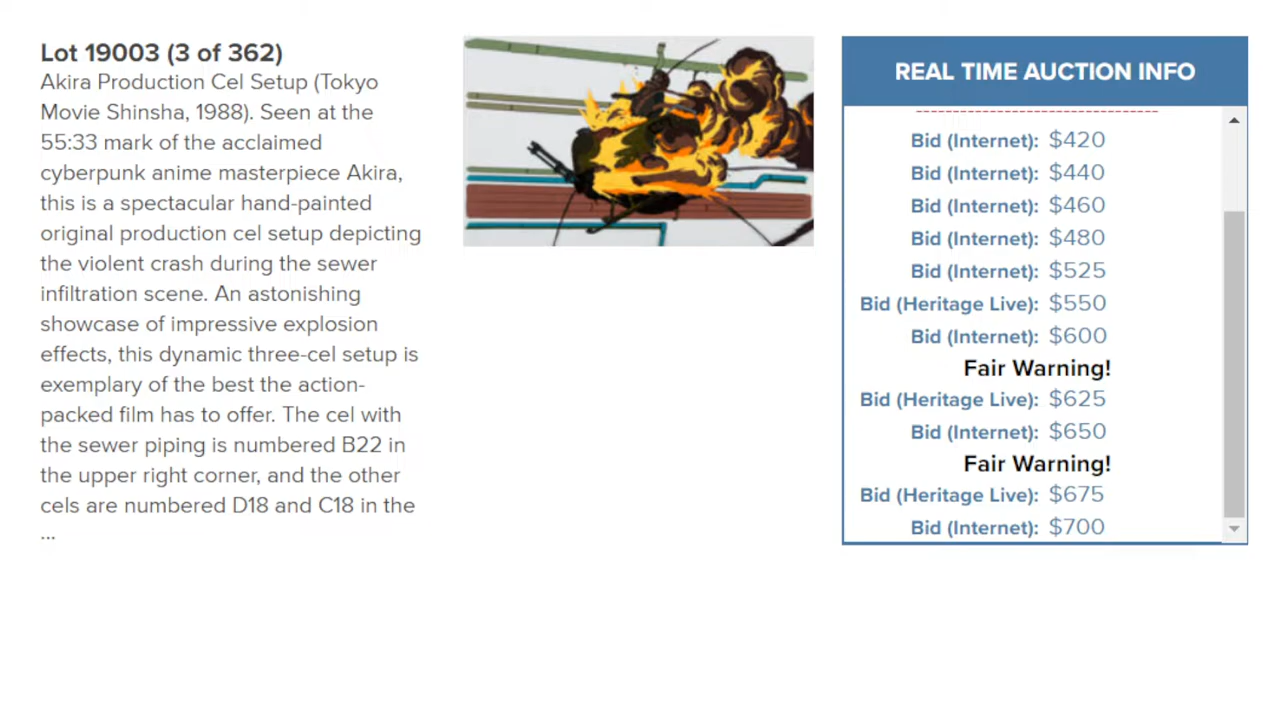 Lot 19003 (3 of 362)
Akira Production Cel Setup (Tokyo
Movie Shinsha, 1988). Seen at the
55:33 mark of the acclaimed
cyberpunk anime masterpiece Akira,
this is a spectacular hand-painted
original production cel setup depicting
the violent crash during the sewer
infiltration scene. An astonishing
showcase of impressive explosion
effects, this dynamic three-cel setup is
exemplary of the best the action-
packed film has to offer. The cel with
the sewer piping is numbered B22 in
the upper right corner, and the other
cels are numbered D18 and C18 in the
...
REAL TIME AUCTION INFO
Bid (Internet): $420
Bid (Internet): $440
Bid (Internet): $460
Bid (Internet): $480
Bid (Internet): $525
Bid (Heritage Live): $550
Bid (Internet): $600
Fair Warning!
Bid (Heritage Live): $625
Bid (Internet): $650
Fair Warning!
Bid (Heritage Live): $675
Bid (Internet): $700